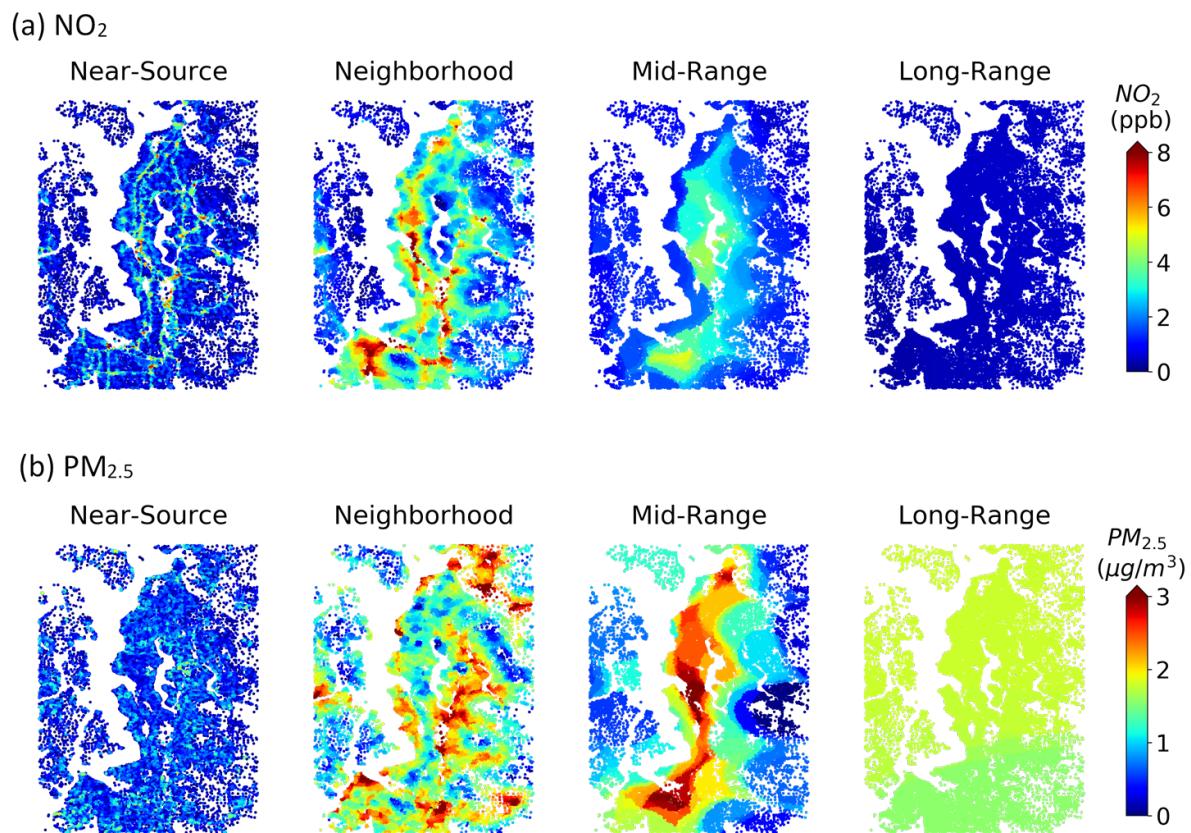 (a) NO₂
Near-Source Neighborhood Mid-Range Long-Range
NO₂
(ppb)
8
6
4
2
0
(b) PM₂.₅
Near-Source Neighborhood Mid-Range Long-Range
PM₂.₅
(μg/m³)
3
2
1
0